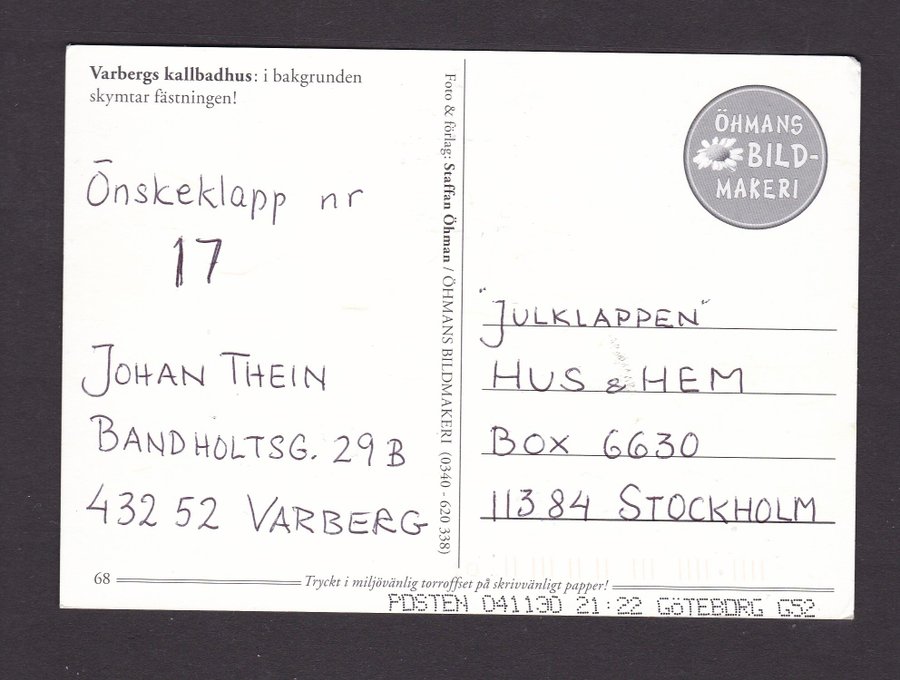 Varbergs kallbadhus: i bakgrunden
skymtar fästningen!
Önskeklapp nr
17
JOHAN THEIN
BANDHOLTSG. 29 B
432 52 VARBERG
Foto & förlag: Staffan Öhman / ÖHMANS BILDMAKERI (0340 - 620 338)
ÖHMANS
BILD-
MAKERI
"JULKLAPPEN"
HUS & HEM
BOX 6630
113 84 STOCKHOLM
68
Tryckt i miljövänlig torroffset på skrivvänligt papper!
POSTEN 041130 21:22 GÖTEBORG G52